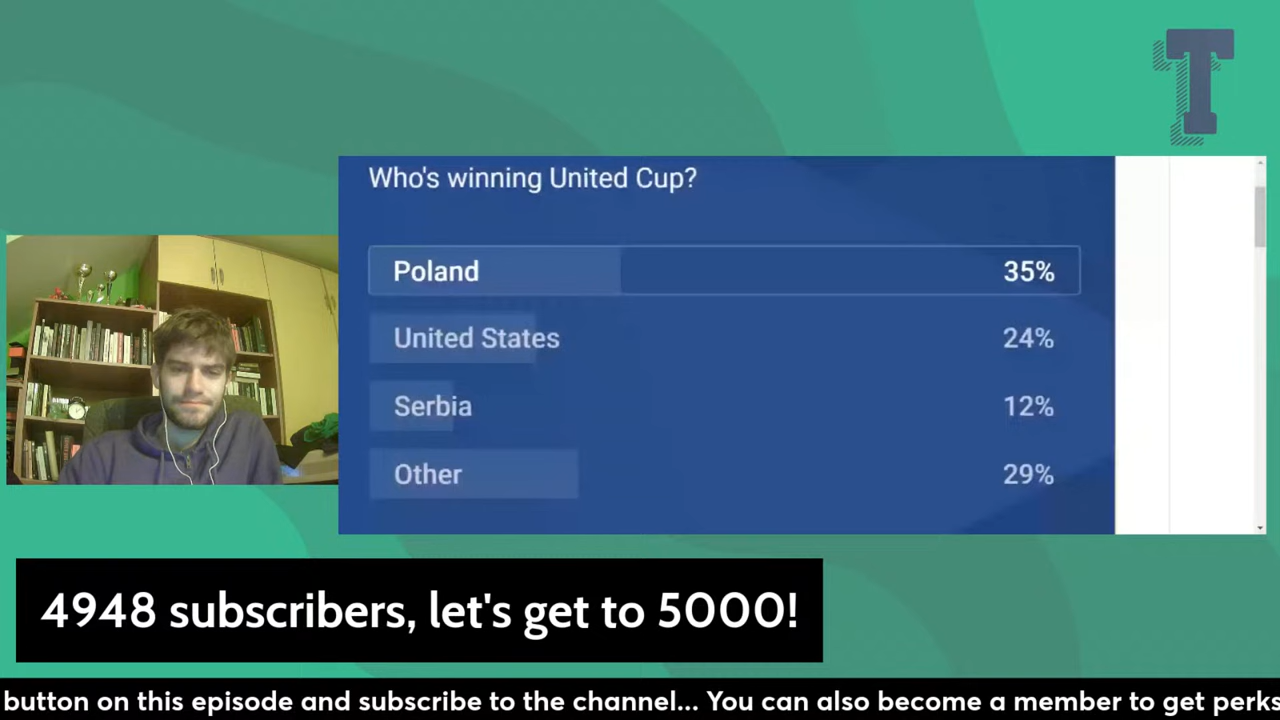 T
Who's winning United Cup?
Poland 35%
United States 24%
Serbia 12%
Other 29%
4948 subscribers, let's get to 5000!
button on this episode and subscribe to the channel... You can also become a member to get perks